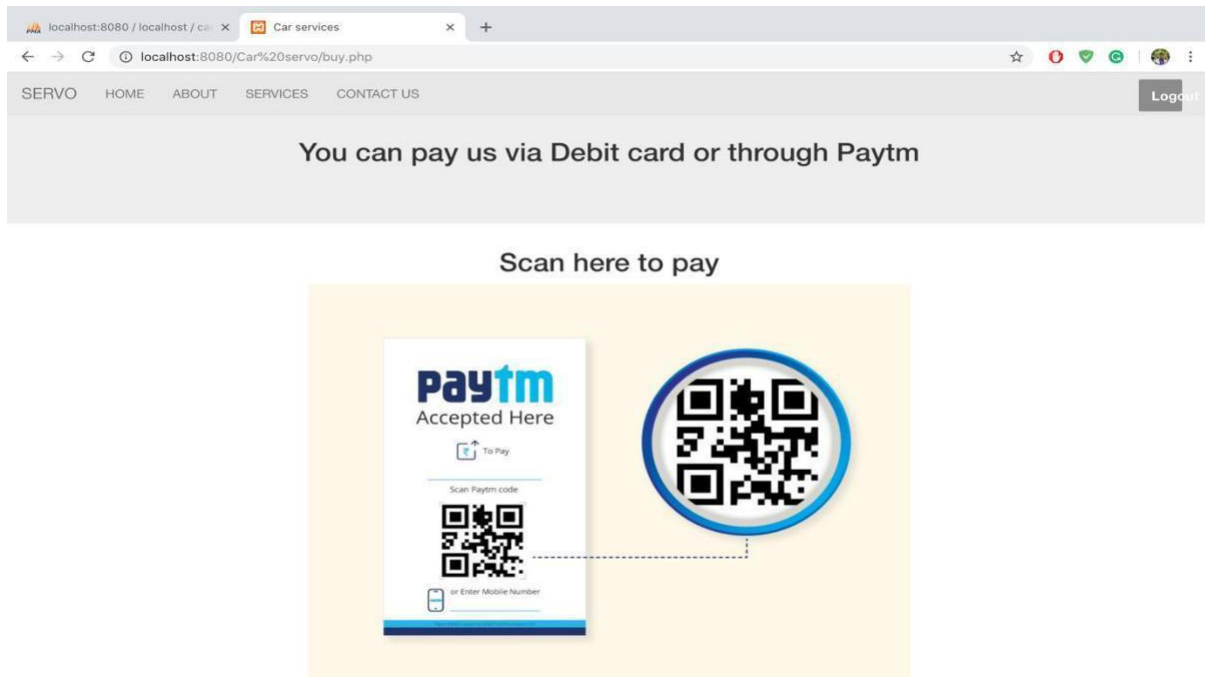 localhost:8080 / localhost / ca
Car services
localhost:8080/Car%20servo/buy.php
SERVO HOME ABOUT SERVICES CONTACT US Logout
You can pay us via Debit card or through Paytm
Scan here to pay
paytm
Accepted Here
To Pay
Scan Paytm code
or Enter Mobile Number